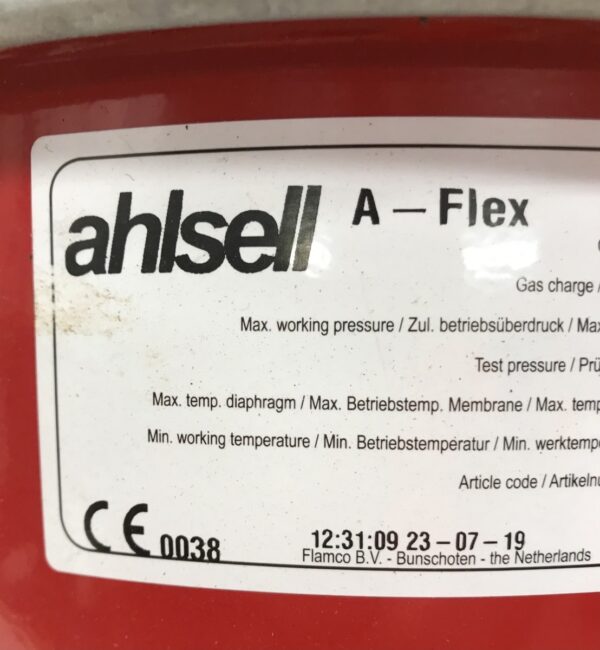 ahlsell A – Flex
Gas charge /
Max. working pressure / Zul. betriebsüberdruck / Max
Test pressure / Prü
Max. temp. diaphragm / Max. Betriebstemp. Membrane / Max. temp
Min. working temperature / Min. Betriebstemperatur / Min. werktempe
Article code / Artikelnu
CE 0038
12:31:09 23–07–19
Flamco B.V. - Bunschoten - the Netherlands